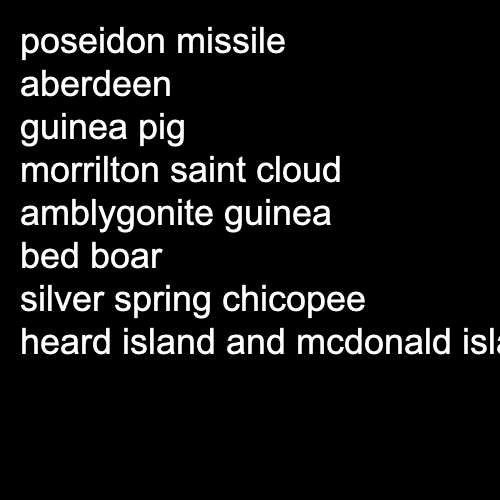 poseidon missile
aberdeen
guinea pig
morrilton saint cloud
amblygonite guinea
bed boar
silver spring chicopee
heard island and mcdonald isla